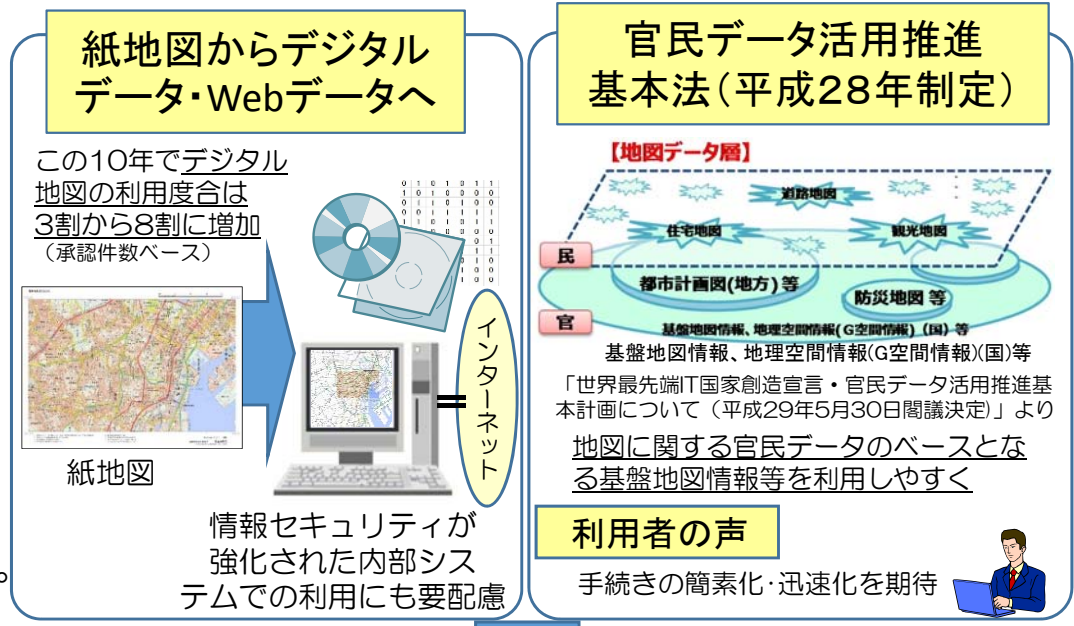 紙地図からデジタル
データ・Webデータへ
この10年でデジタル
地図の利用度合は
3割から8割に増加
（承認件数ベース）
紙地図
インターネット
情報セキュリティが
強化された内部シス
テムでの利用にも要配慮
。
官民データ活用推進
基本法（平成２８年制定）
【地図データ層】
道路地図
住宅地図
観光地図
民
都市計画図(地方)等
防災地図 等
官
基盤地図情報、地理空間情報(G空間情報)（国）等
基盤地図情報、地理空間情報(G空間情報)(国)等
「世界最先端IT国家創造宣言・官民データ活用推進基
本計画について（平成29年5月30日閣議決定)」より
地図に関する官民データのベースとな
る基盤地図情報等を利用しやすく
利用者の声
手続きの簡素化・迅速化を期待